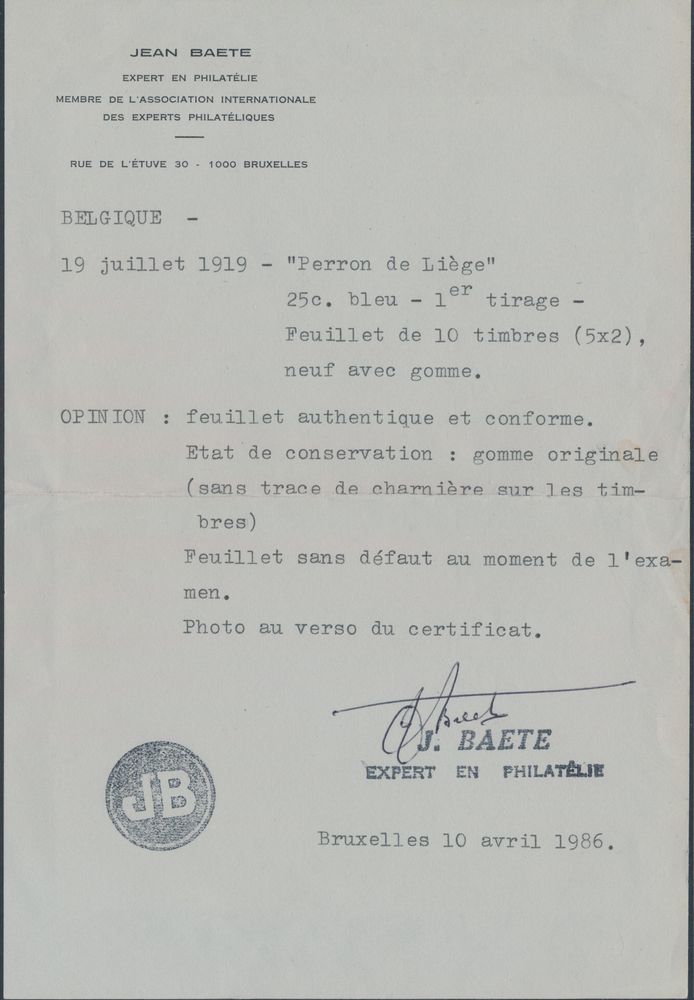 JEAN BAETE
EXPERT EN PHILATÉLIE
MEMBRE DE L'ASSOCIATION INTERNATIONALE
DES EXPERTS PHILATÉLIQUES
RUE DE L'ÉTUVE 30 - 1000 BRUXELLES
BELGIQUE -
19 juillet 1919 - "Perron de Liège"
25c. bleu - 1er tirage -
Feuillet de 10 timbres (5x2),
neuf avec gomme.
OPINION : feuillet authentique et conforme.
Etat de conservation : gomme originale
(sans trace de charnière sur les tim-
bres)
Feuillet sans défaut au moment de l'exa-
men.
Photo au verso du certificat.
J. Baete
J. BAETE
EXPERT EN PHILATÉLIE
JB
Bruxelles 10 avril 1986.